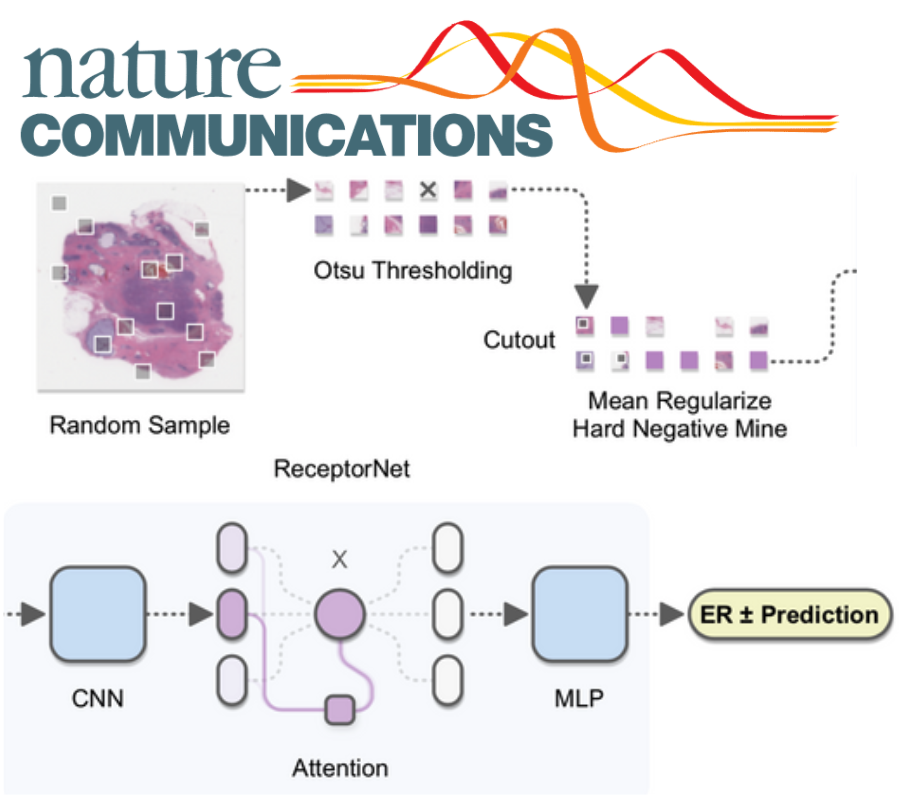 nature
COMMUNICATIONS
Otsu Thresholding
Cutout
Random Sample
Mean Regularize
Hard Negative Mine
ReceptorNet
X
ER ± Prediction
CNN
MLP
Attention